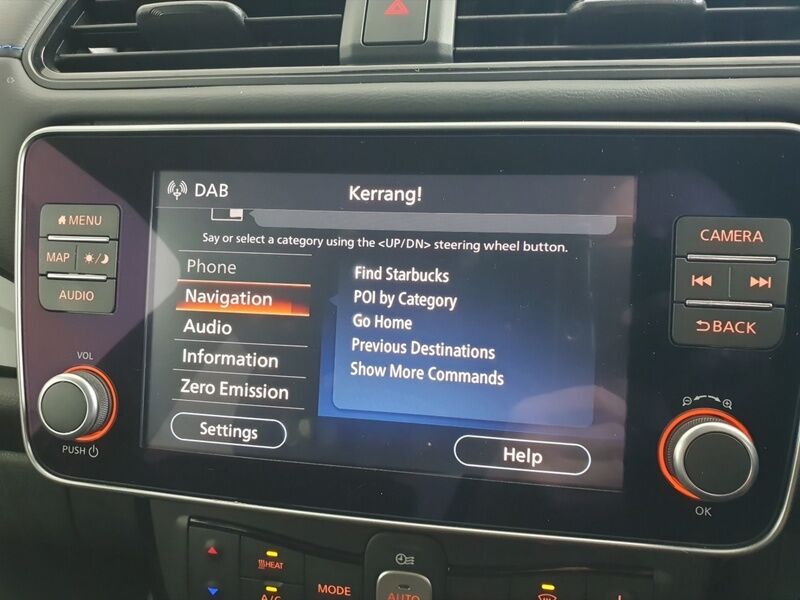 DAB
Kerrang!
Say or select a category using the <UP/DN> steering wheel button.
Phone
Navigation
Audio
Information
Zero Emission
Settings
Find Starbucks
POI by Category
Go Home
Previous Destinations
Show More Commands
Help
MENU
MAP
AUDIO
VOL
PUSH
CAMERA
BACK
OK
HEAT
A/C
MODE
AUTO